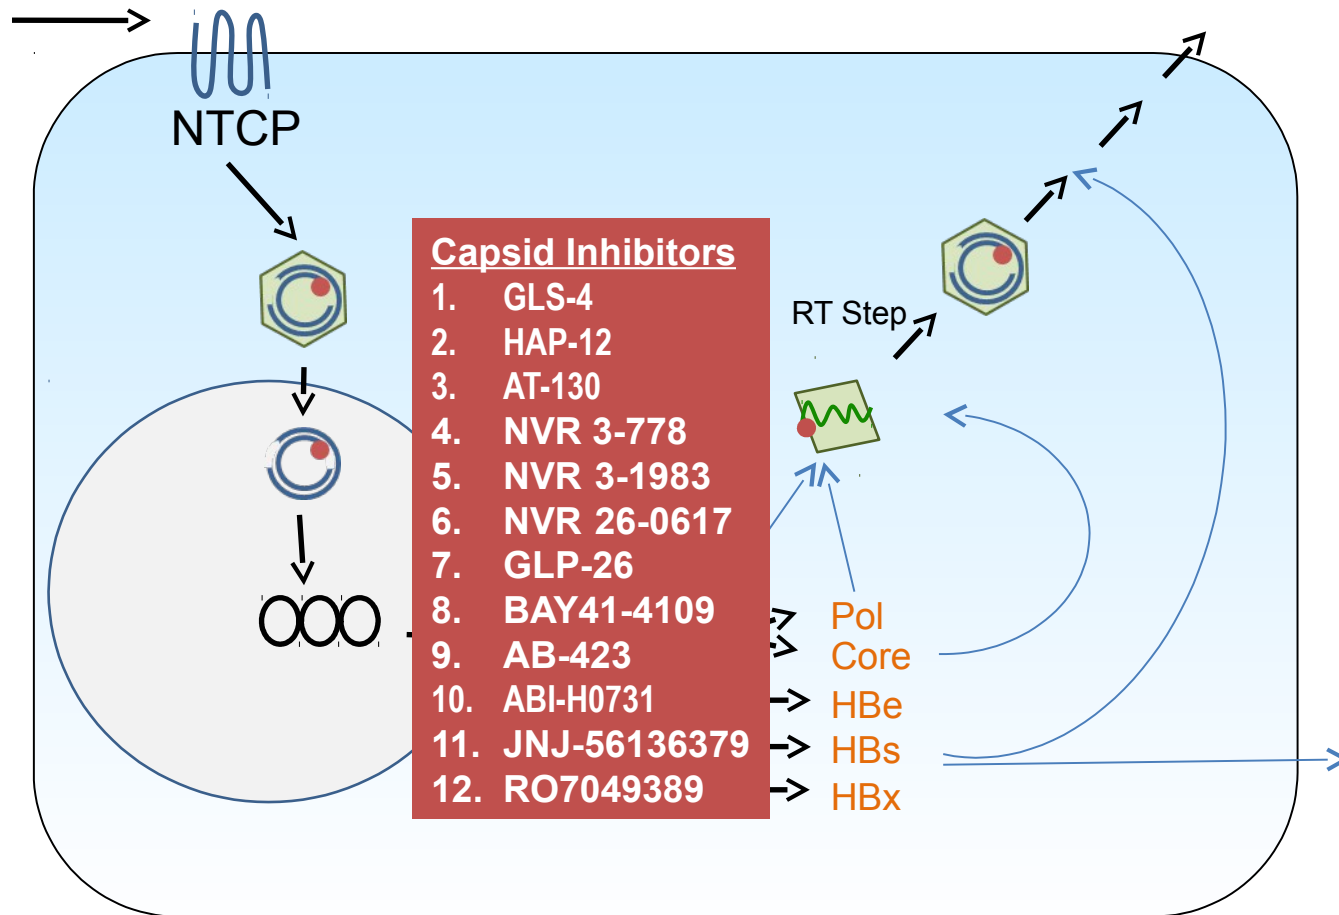 NTCP
Capsid Inhibitors
1. GLS-4
2. HAP-12
3. AT-130
4. NVR 3-778
5. NVR 3-1983
6. NVR 26-0617
7. GLP-26
8. BAY41-4109
9. AB-423
10. ABI-H0731
11. JNJ-56136379
12. RO7049389
RT Step
Pol
Core
HBe
HBs
HBx